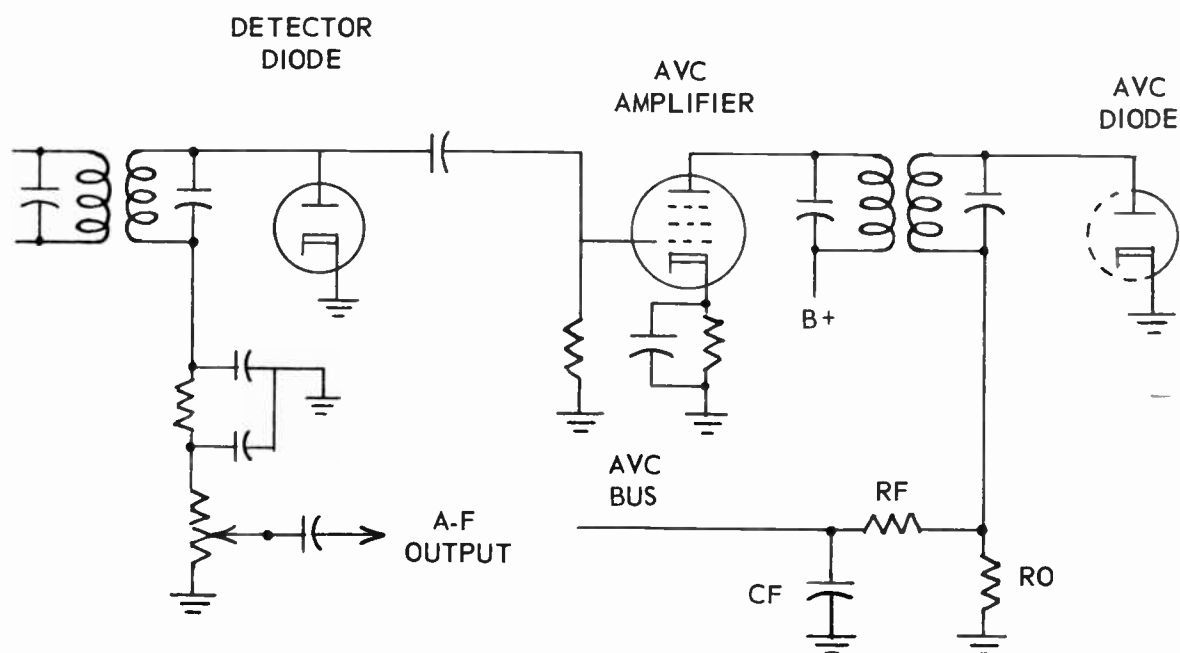 DETECTOR
DIODE
AVC
AMPLIFIER
AVC
DIODE
B+
AVC
BUS
RF
A-F
OUTPUT
CF
RO